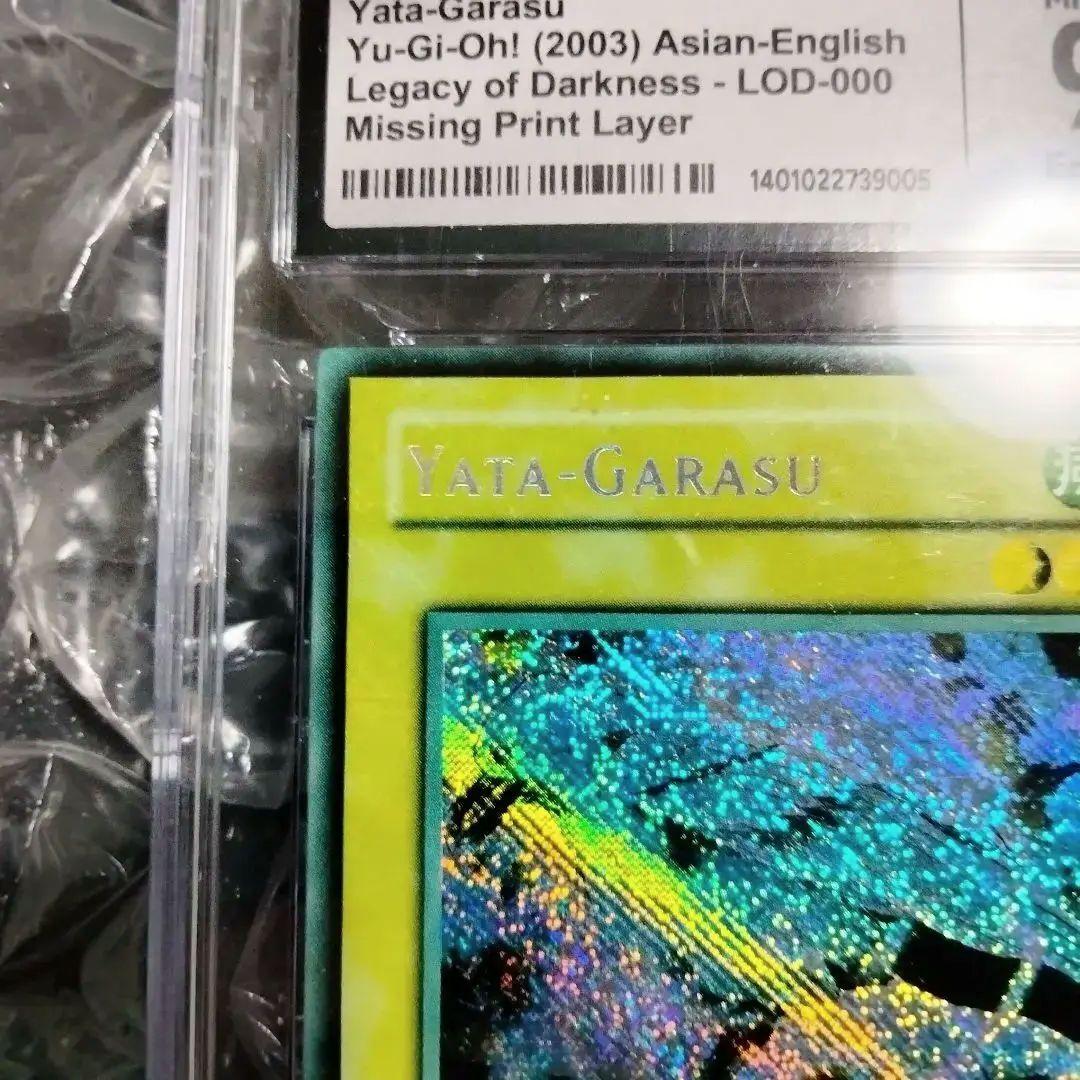 Yata-Garasu
Yu-Gi-Oh! (2003) Asian-English
Legacy of Darkness - LOD-000
Missing Print Layer
1401022739005
YATA-GARASU